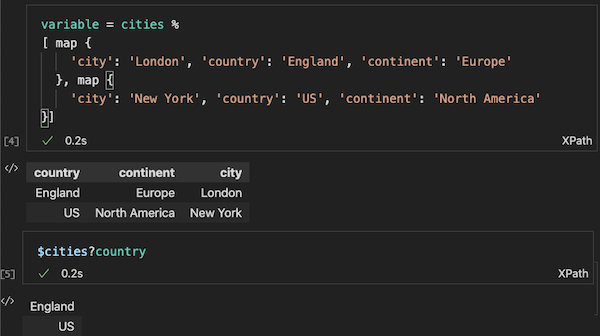 variable = cities %
[ map {
'city': 'London', 'country': 'England', 'continent': 'Europe'
}, map {
'city': 'New York', 'country': 'US', 'continent': 'North America'
}]
[4] ✓ 0.2s XPath
</> country continent city
England Europe London
US North America New York
$cities?country
[5] ✓ 0.2s XPath
</> England
US